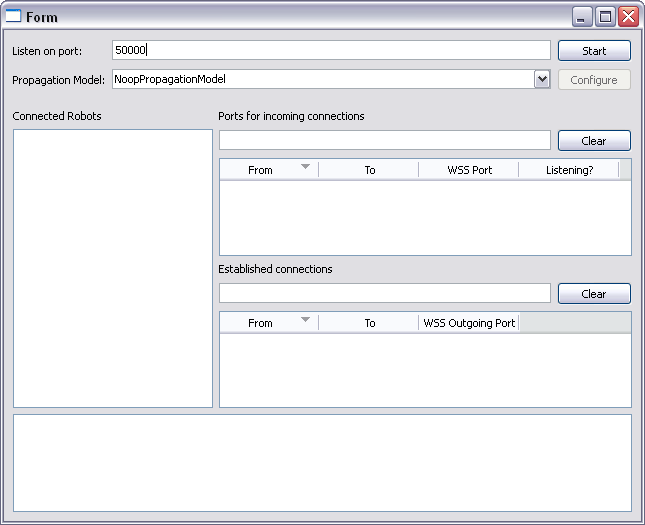 Form
Listen on port: 50000 Start
Propagation Model: NoopPropagationModel Configure
Connected Robots
Ports for incoming connections
Clear
From To WSS Port Listening?
Established connections
Clear
From To WSS Outgoing Port